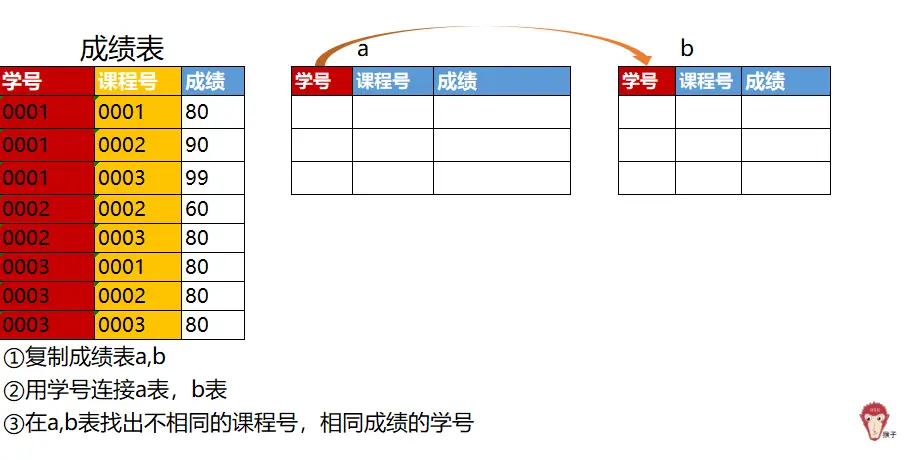 成绩表 a b
学号 课程号 成绩 学号 课程号 成绩 学号 课程号 成绩
0001 0001 80
0001 0002 90
0001 0003 99
0002 0002 60
0002 0003 80
0003 0001 80
0003 0002 80
0003 0003 80
①复制成绩表a,b
②用学号连接a表，b表
③在a,b表找出不相同的课程号，相同成绩的学号
猴子